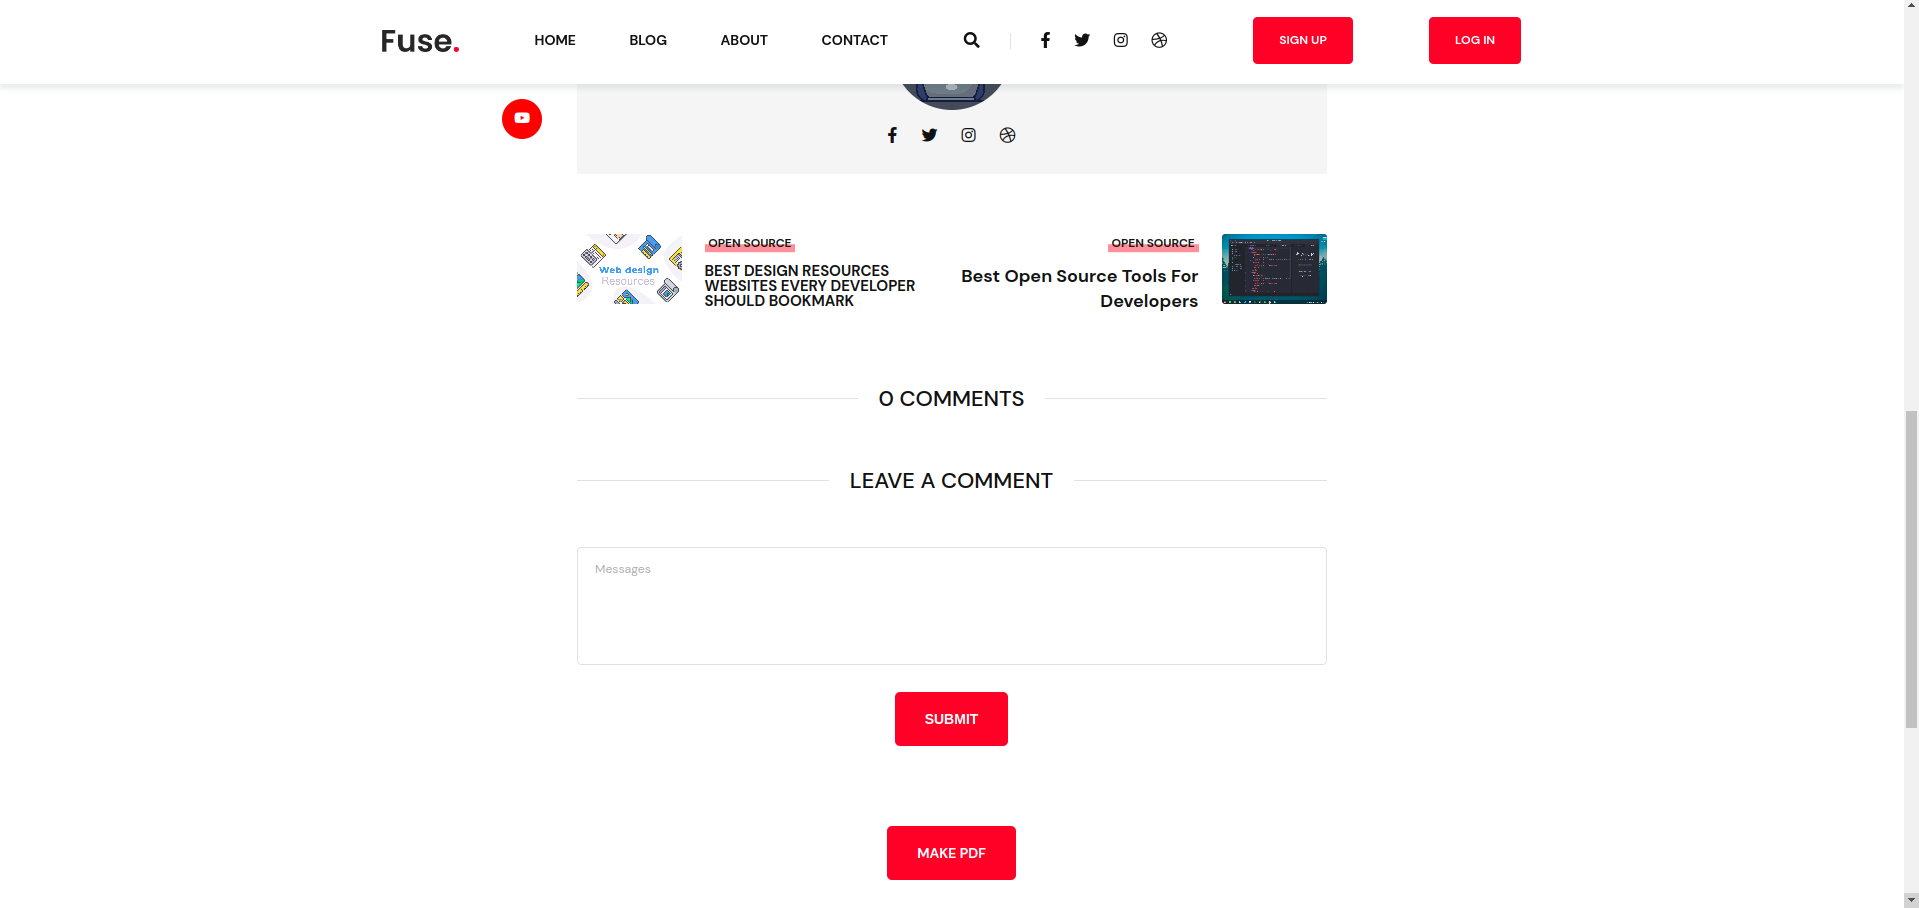 Fuse.
HOME
BLOG
ABOUT
CONTACT
SIGN UP
LOG IN
Web design
Resources
OPEN SOURCE
BEST DESIGN RESOURCES
WEBSITES EVERY DEVELOPER
SHOULD BOOKMARK
OPEN SOURCE
Best Open Source Tools For
Developers
0 COMMENTS
LEAVE A COMMENT
Messages
SUBMIT
MAKE PDF